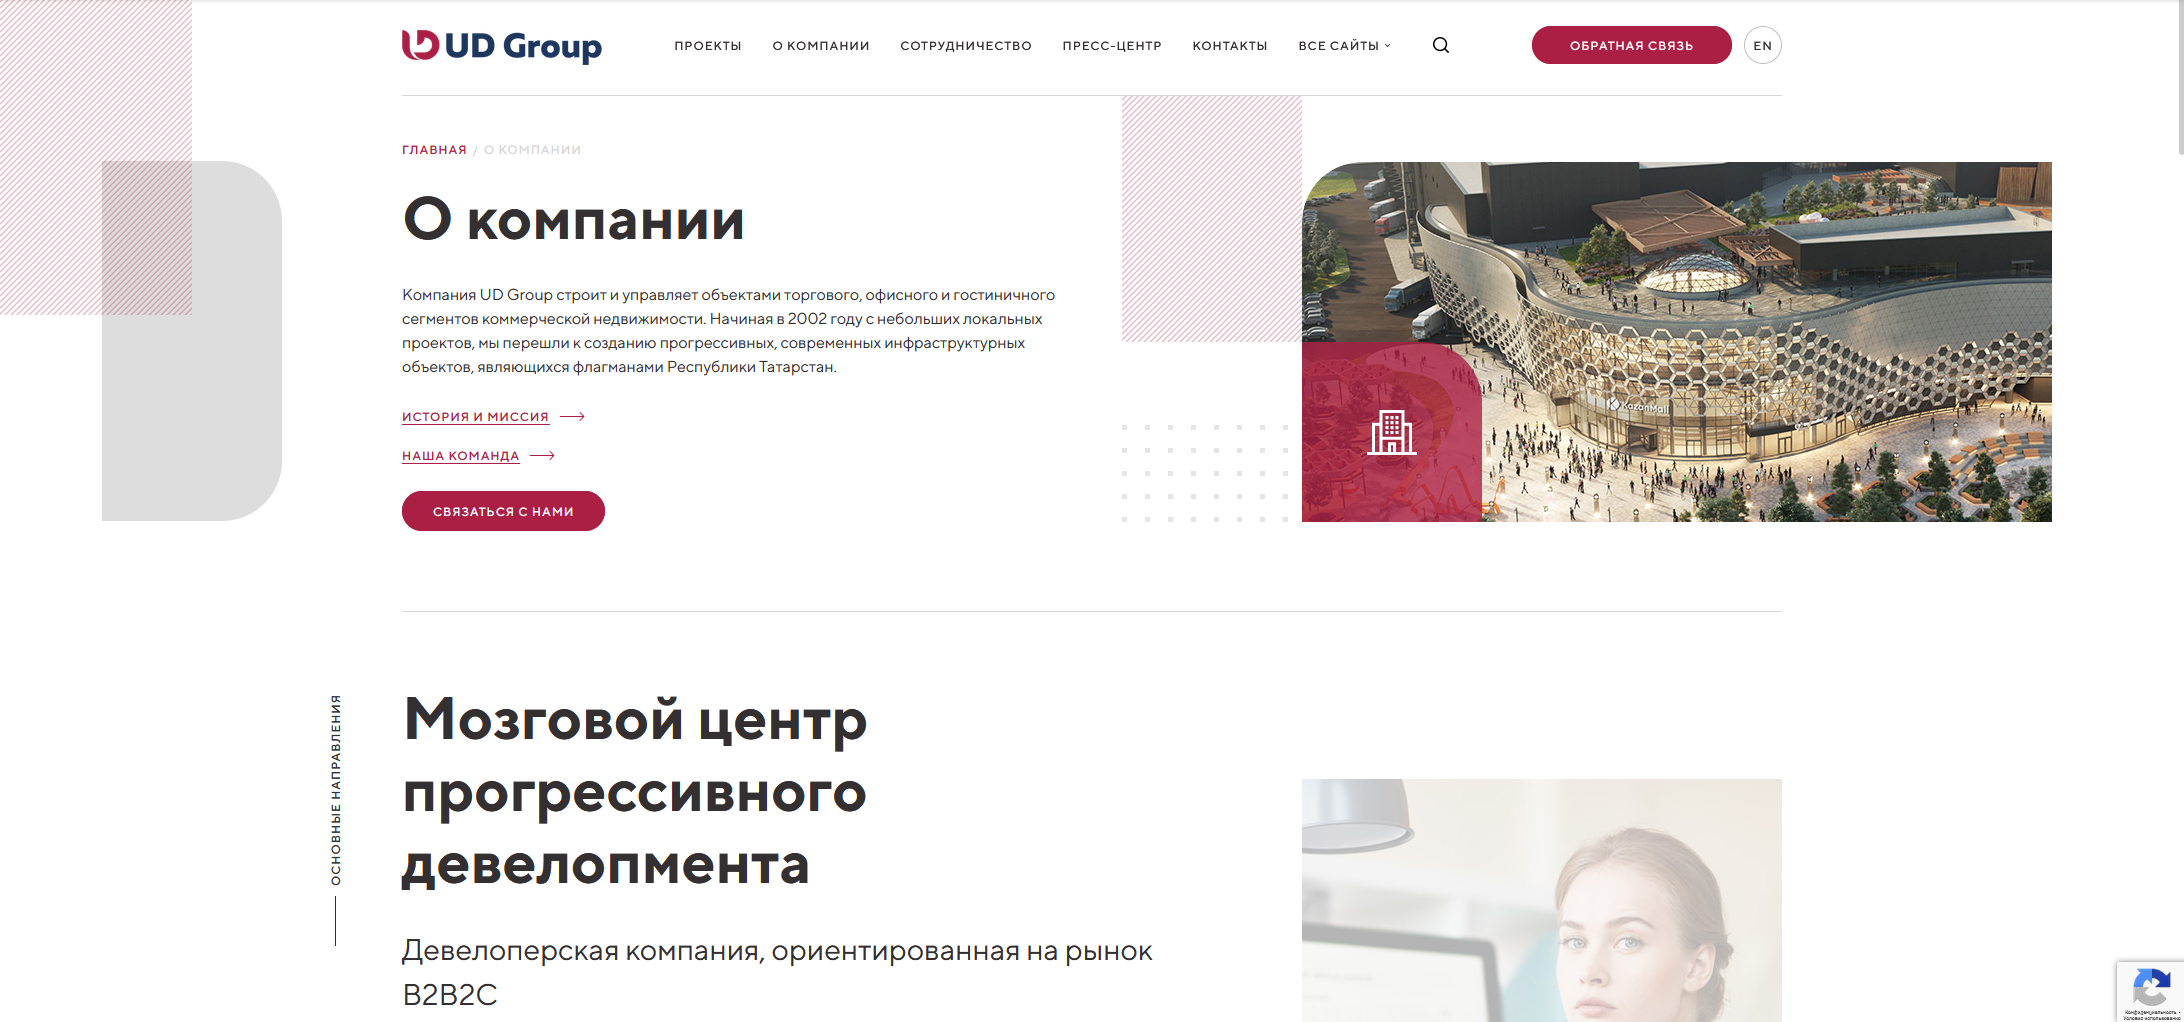 UD Group
ПРОЕКТЫ
О КОМПАНИИ
СОТРУДНИЧЕСТВО
ПРЕСС-ЦЕНТР
КОНТАКТЫ
ВСЕ САЙТЫ
ОБРАТНАЯ СВЯЗЬ
EN
ГЛАВНАЯ / О КОМПАНИИ
О компании
Компания UD Group строит и управляет объектами торгового, офисного и гостиничного
сегментов коммерческой недвижимости. Начиная в 2002 году с небольших локальных
проектов, мы перешли к созданию прогрессивных, современных инфраструктурных
объектов, являющихся флагманами Республики Татарстан.
ИСТОРИЯ И МИССИЯ
НАША КОМАНДА
СВЯЗАТЬСЯ С НАМИ
KazanMall
ОСНОВНЫЕ НАПРАВЛЕНИЯ
Мозговой центр
прогрессивного
девелопмента
Девелоперская компания, ориентированная на рынок
B2B2C
Конфиденциальность -
Условия использования